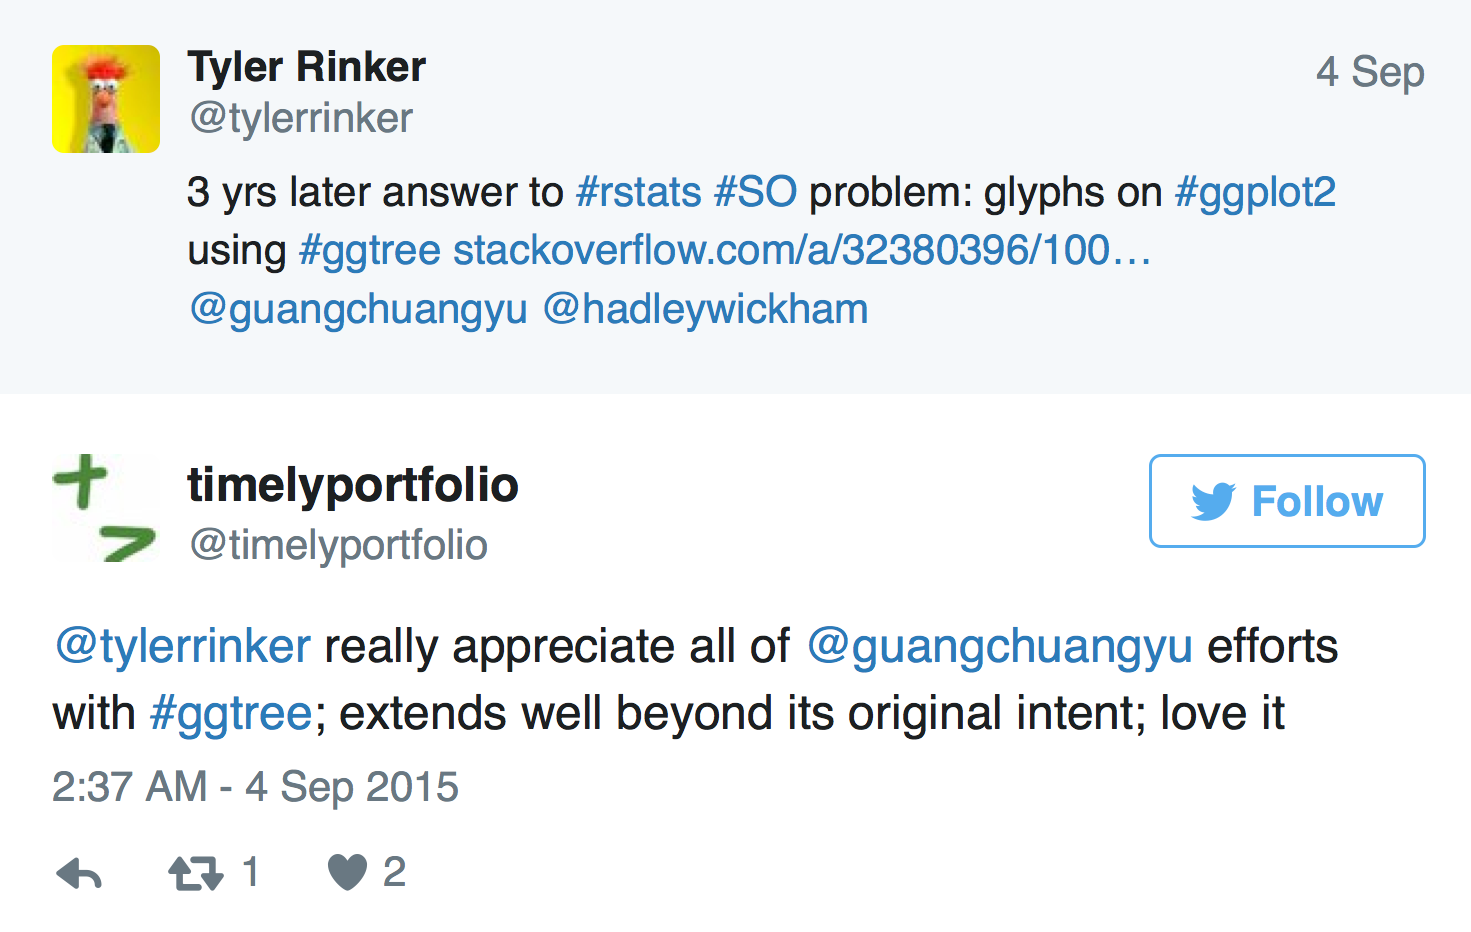 Tyler Rinker
4 Sep
@tylerrinker
3 yrs later answer to #rstats #SO problem: glyphs on #ggplot2
using #ggtree stackoverflow.com/a/32380396/100…
@guangchuangyu @hadleywickham
timelyportfolio
Follow
@timelyportfolio
@tylerrinker really appreciate all of @guangchuangyu efforts
with #ggtree; extends well beyond its original intent; love it
2:37 AM - 4 Sep 2015
1 2